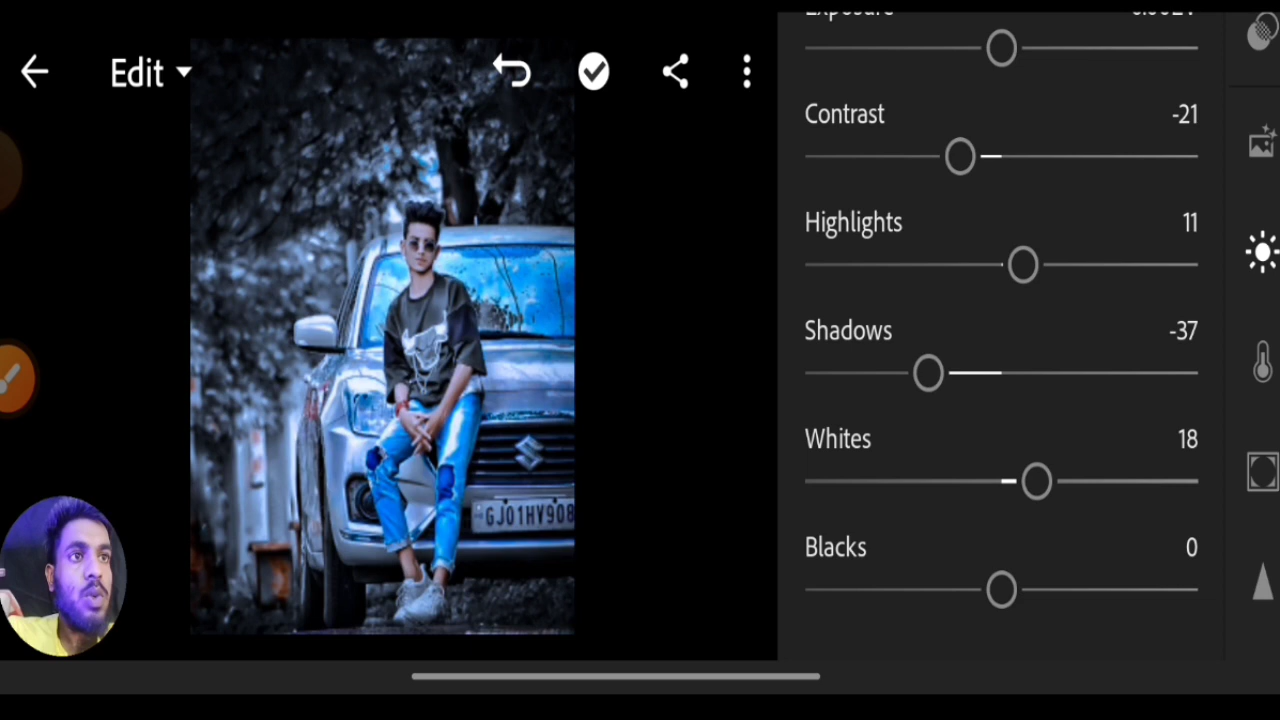 Edit
Contrast
-21
Highlights
11
Shadows
-37
Whites
18
Blacks
0
GJ01HV908